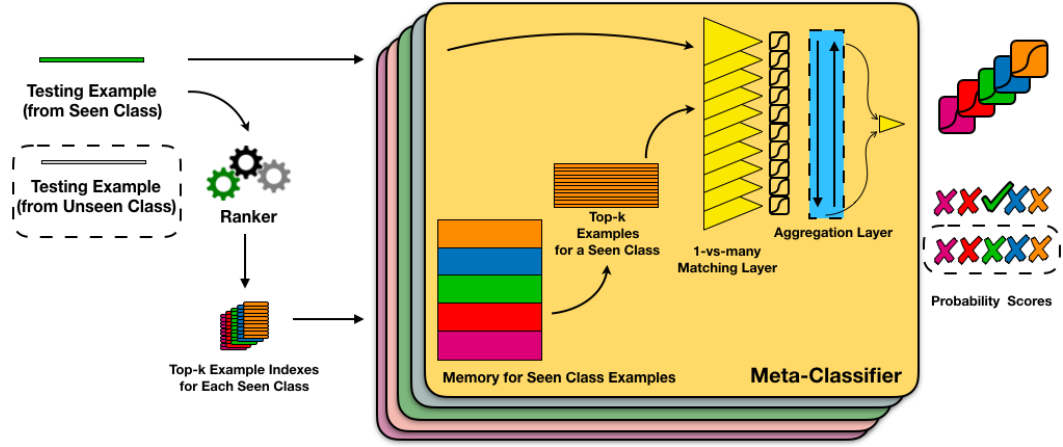 Testing Example
(from Seen Class)
Testing Example
(from Unseen Class)
Ranker
Top-k Example Indexes
for Each Seen Class
Memory for Seen Class Examples
Top-k
Examples
for a Seen Class
1-vs-many
Matching Layer
Aggregation Layer
Meta-Classifier
Probability Scores